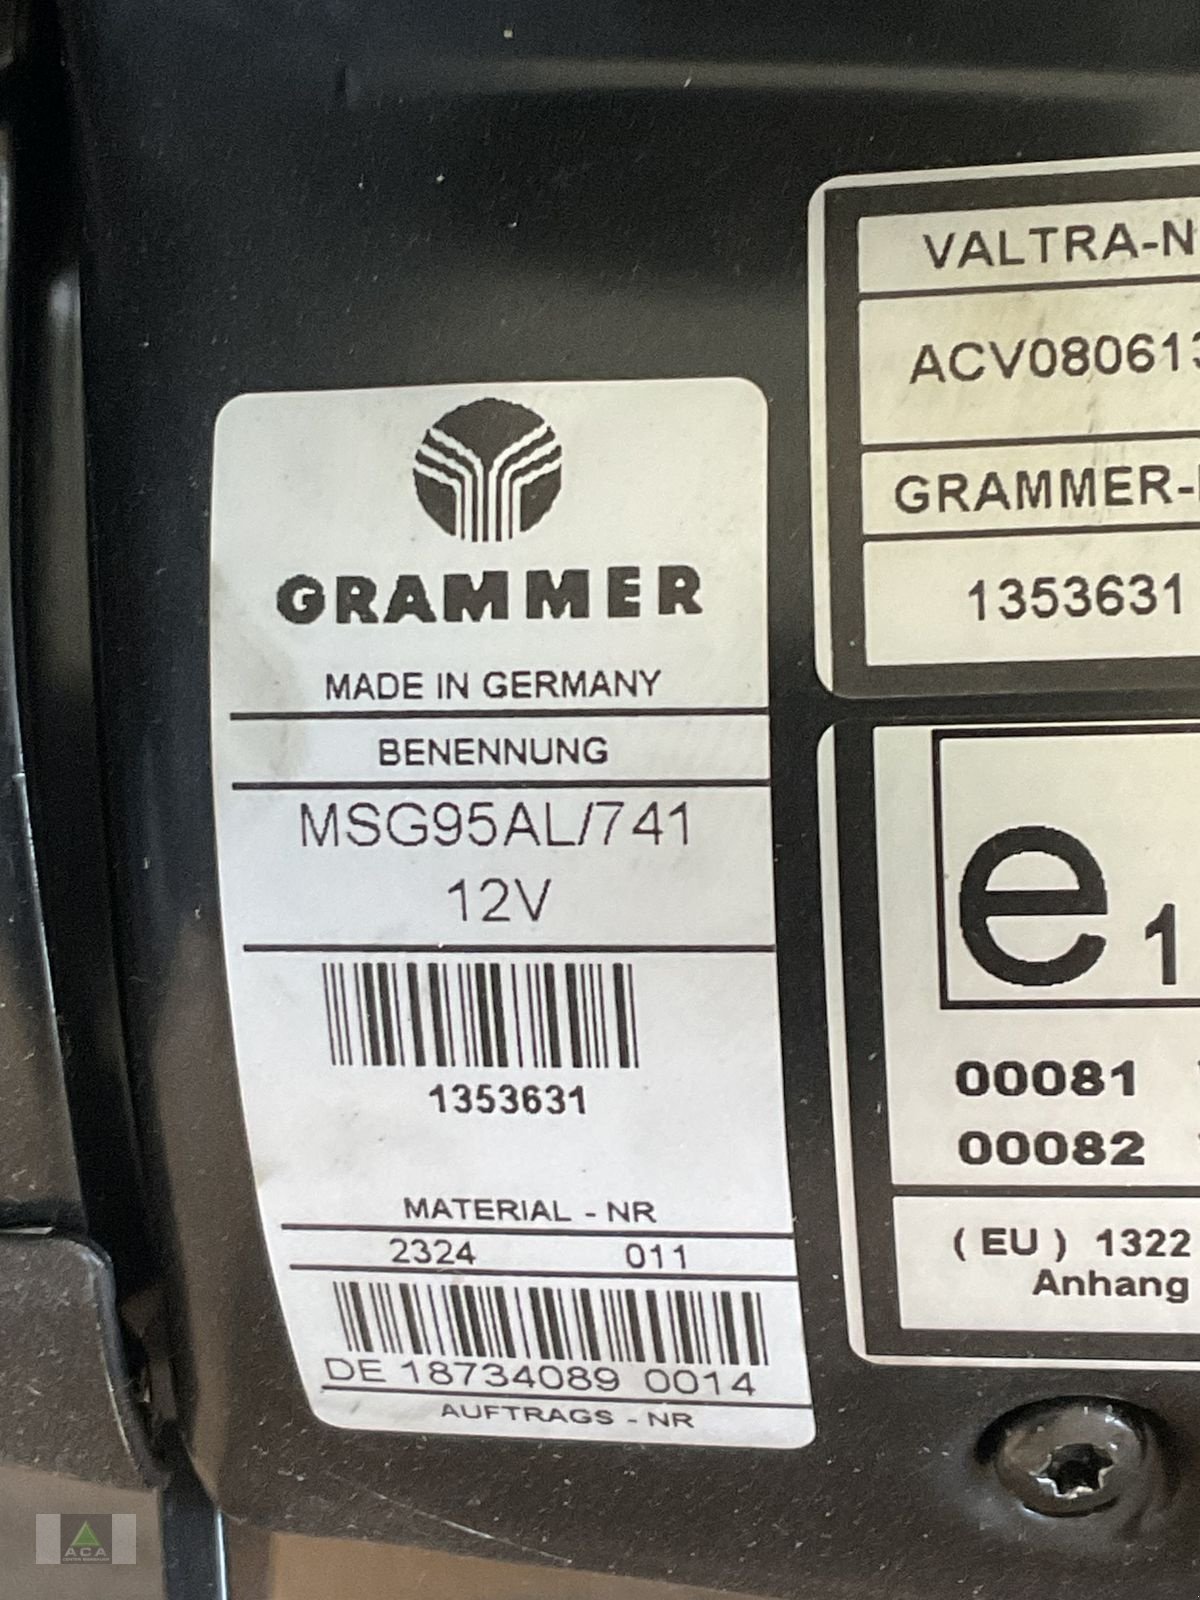 GRAMMER
MADE IN GERMANY
BENENNUNG
MSG95AL/741
12V
1353631
MATERIAL - NR
2324 011
DE 18734089 0014
AUFTRAGS - NR
VALTRA-N
ACV080613
GRAMMER-
1353631
e1
00081
00082
(EU) 1322
Anhang
ACA